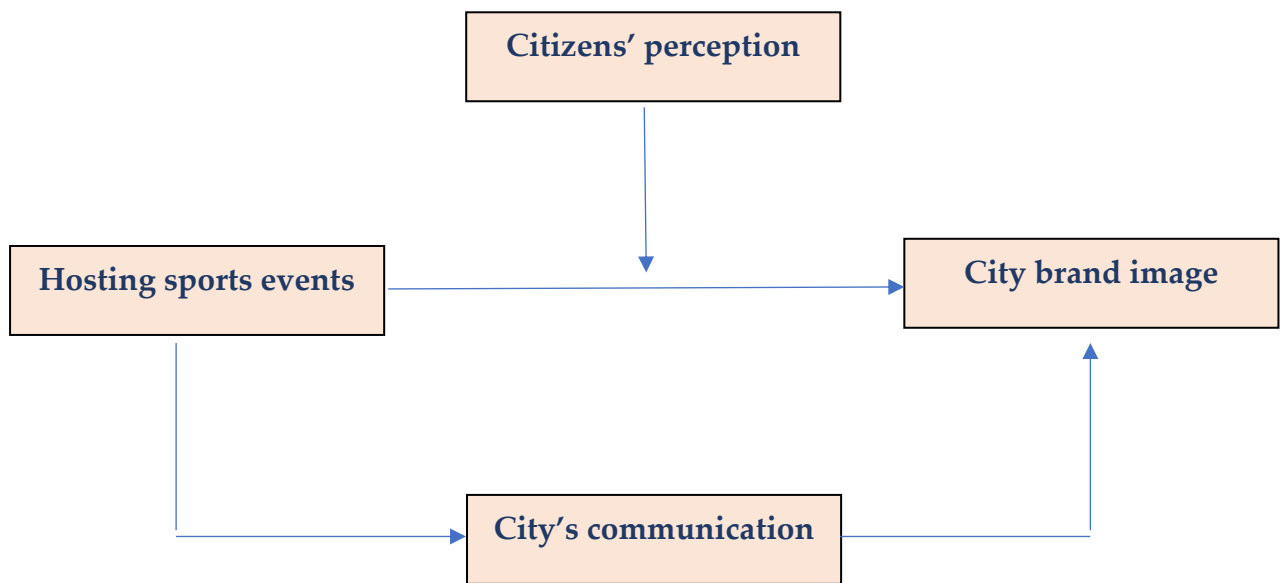 Citizens’ perception
Hosting sports events
City brand image
City’s communication